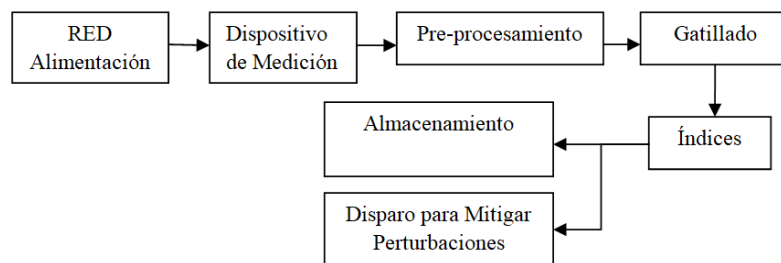 RED
Alimentación
Dispositivo
de Medición
Pre-procesamiento
Gatillado
Almacenamiento
Índices
Disparo para Mitigar
Perturbaciones